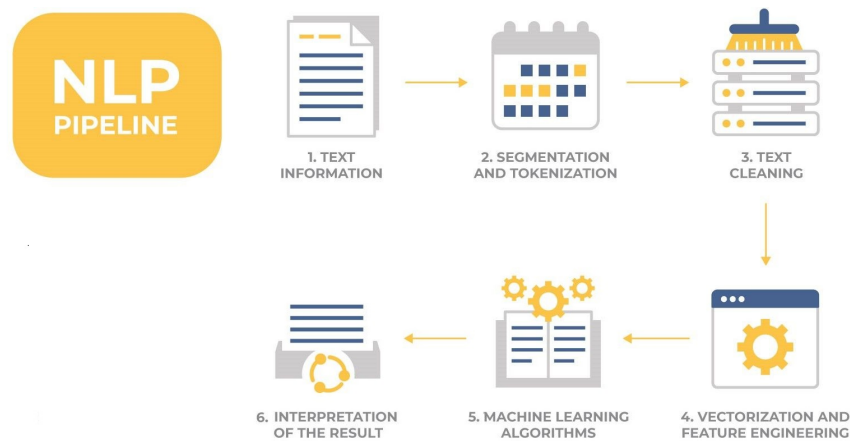 NLP
PIPELINE
1. TEXT
INFORMATION
2. SEGMENTATION
AND TOKENIZATION
3. TEXT
CLEANING
4. VECTORIZATION AND
FEATURE ENGINEERING
5. MACHINE LEARNING
ALGORITHMS
6. INTERPRETATION
OF THE RESULT